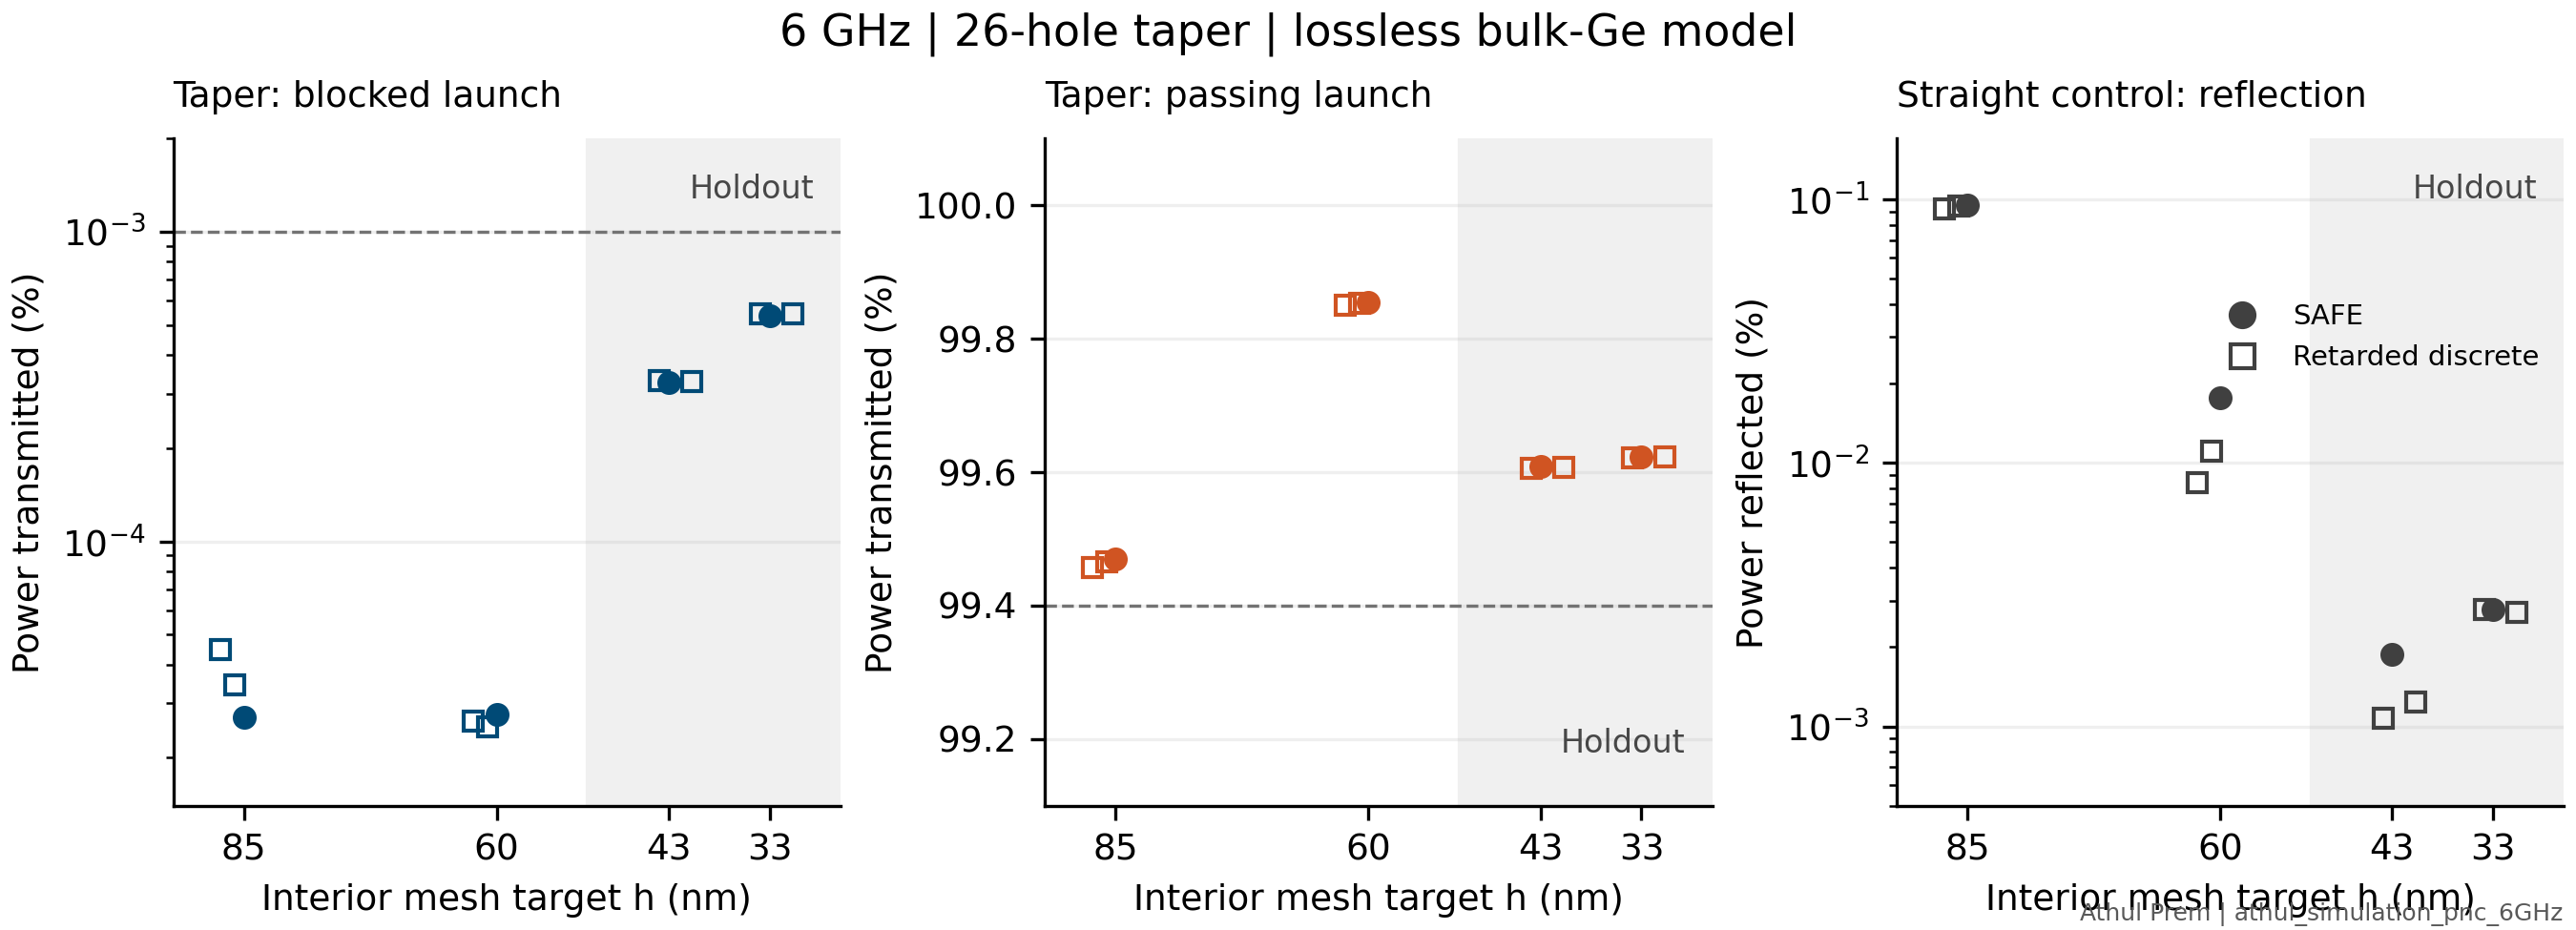 6 GHz | 26-hole taper | lossless bulk-Ge model
Taper: blocked launch
Power transmitted (%)
10⁻³
10⁻⁴
Holdout
85 60 43 33
Interior mesh target h (nm)
Taper: passing launch
Power transmitted (%)
100.0
99.8
99.6
99.4
99.2
Holdout
85 60 43 33
Interior mesh target h (nm)
Straight control: reflection
Power reflected (%)
10⁻¹
10⁻²
10⁻³
Holdout
SAFE
Retarded discrete
85 60 43 33
Interior mesh target h (nm)
Athul Prem | athul_simulation_pnc_6GHz